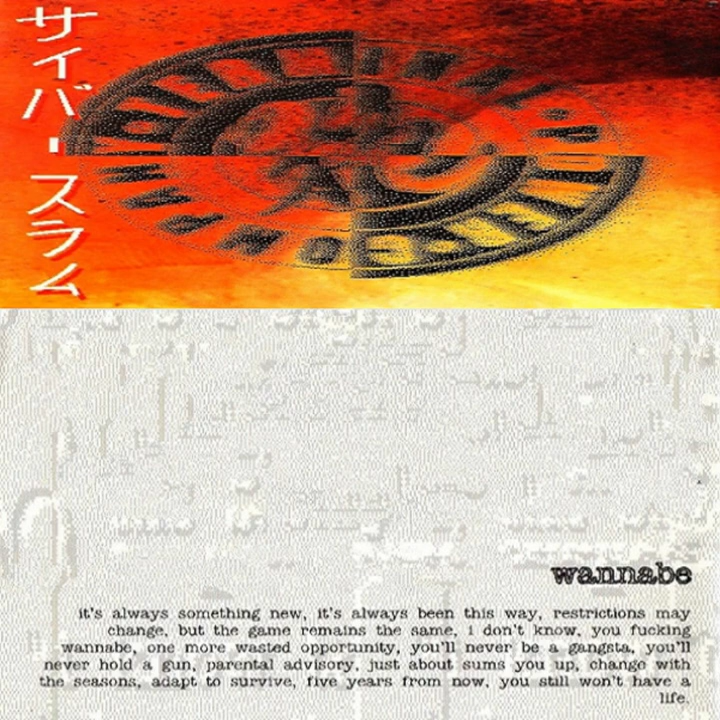 サイバー・スラム
wannabe
it's always something new, it's always been this way, restrictions may
change, but the game remains the same, i don't know, you fucking
wannabe, one more wasted opportunity, you'll never be a gangsta, you'll
never hold a gun, parental advisory, just about sums you up, change with
the seasons, adapt to survive, five years from now, you still won't have a
life.